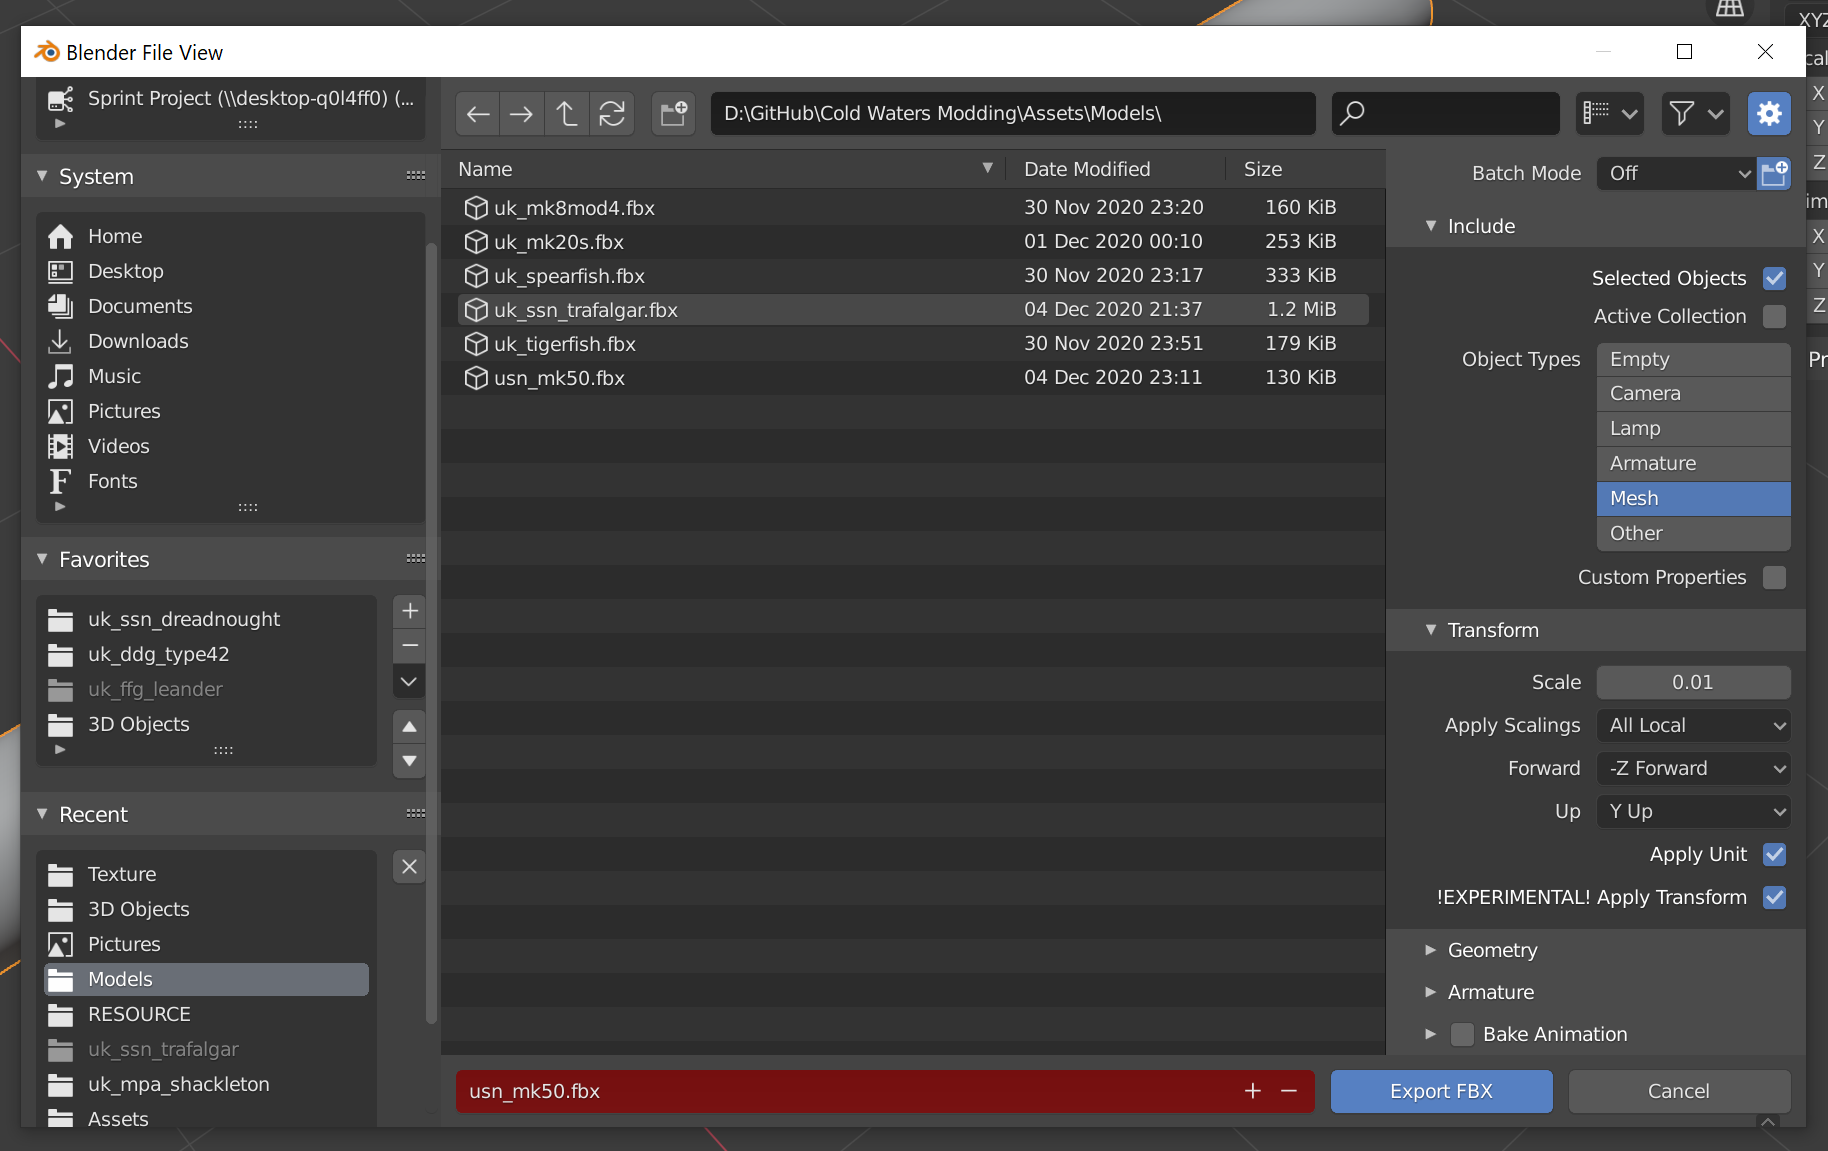 Blender File View
XYZ
Sprint Project (\\desktop-q0l4ff0) (...
System
Home
Desktop
Documents
Downloads
Music
Pictures
Videos
Fonts
Favorites
uk_ssn_dreadnought
uk_ddg_type42
uk_ffg_leander
3D Objects
Recent
Texture
3D Objects
Pictures
Models
RESOURCE
uk_ssn_trafalgar
uk_mpa_shackleton
Assets
D:\GitHub\Cold Waters Modding\Assets\Models\
Name Date Modified Size
uk_mk8mod4.fbx 30 Nov 2020 23:20 160 KiB
uk_mk20s.fbx 01 Dec 2020 00:10 253 KiB
uk_spearfish.fbx 30 Nov 2020 23:17 333 KiB
uk_ssn_trafalgar.fbx 04 Dec 2020 21:37 1.2 MiB
uk_tigerfish.fbx 30 Nov 2020 23:51 179 KiB
usn_mk50.fbx 04 Dec 2020 23:11 130 KiB
usn_mk50.fbx
Batch Mode Off
Include
Selected Objects
Active Collection
Object Types Empty
Camera
Lamp
Armature
Mesh
Other
Custom Properties
Transform
Scale 0.01
Apply Scalings All Local
Forward -Z Forward
Up Y Up
Apply Unit
!EXPERIMENTAL! Apply Transform
Geometry
Armature
Bake Animation
Export FBX Cancel
X
Y
Z
X
Y
Z